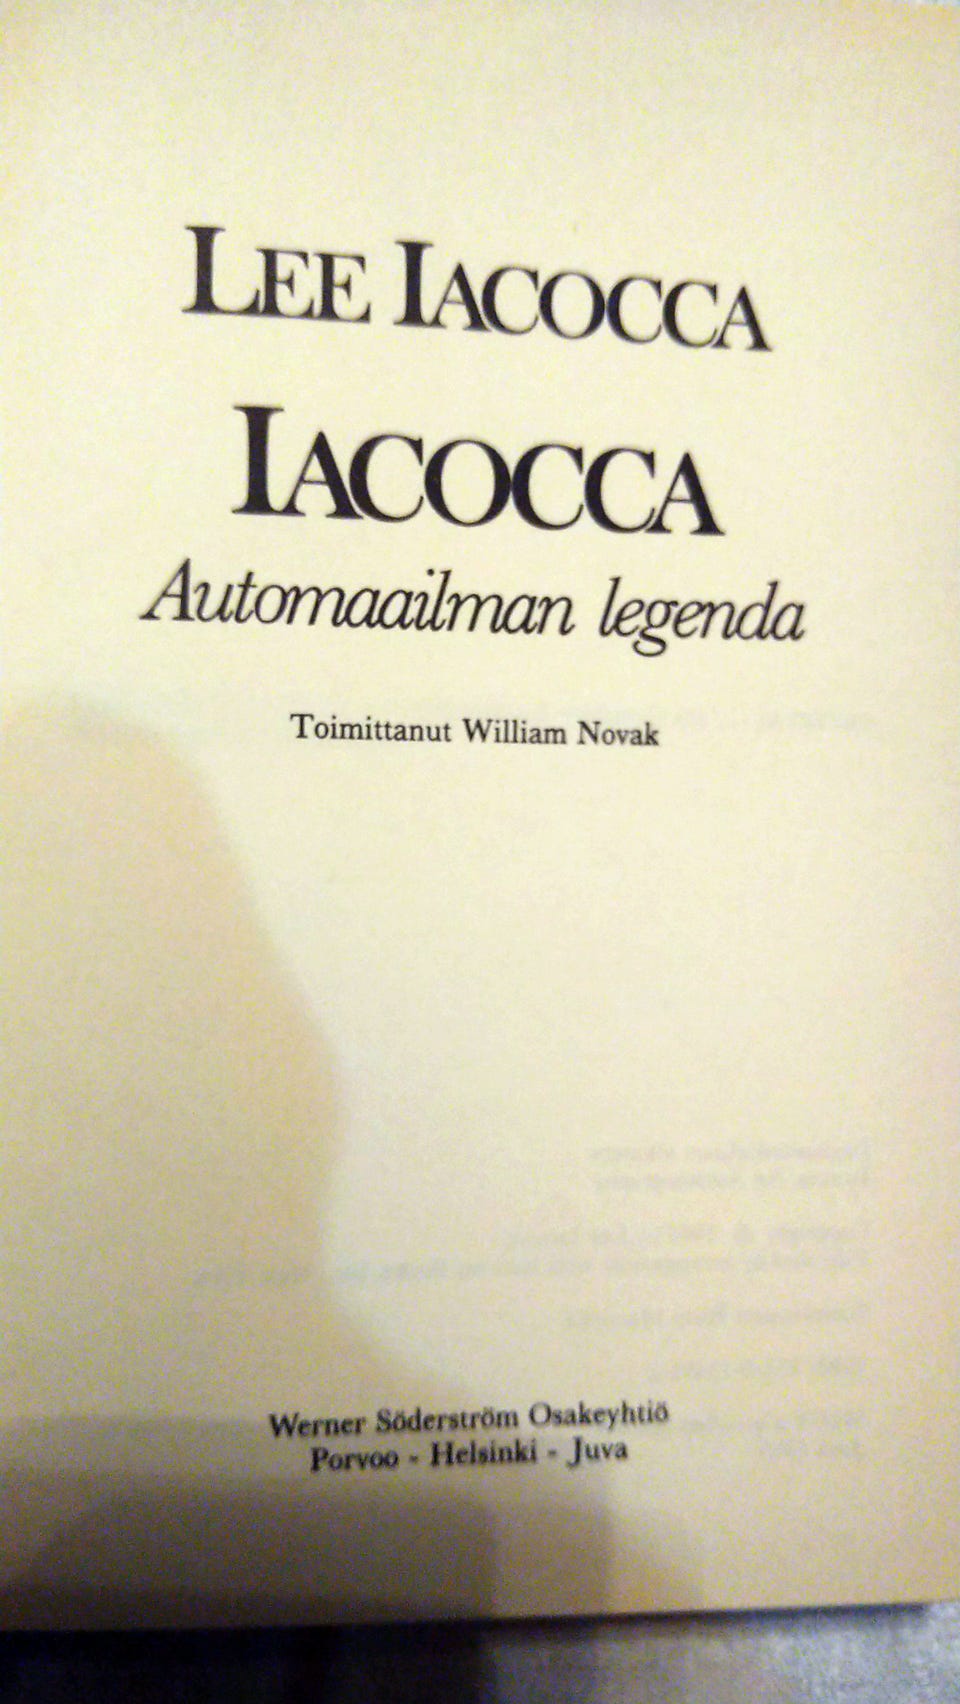 LEE IACOCCA
IACOCCA
Automaailman legenda
Toimittanut William Novak
Werner Söderström Osakeyhtiö
Porvoo - Helsinki - Juva